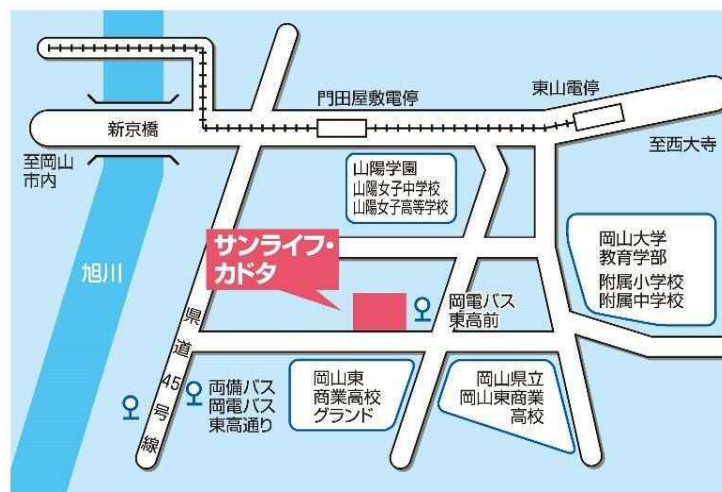 東山電停
門田屋敷電停
新京橋
至岡山
市内
至西大寺
山陽学園
山陽女子中学校
山陽女子高等学校
岡山大学
教育学部
附属小学校
附属中学校
サンライフ・
カドタ
旭川
岡電バス
東高前
県道45号線
両備バス
岡電バス
東高通り
岡山東
商業高校
グランド
岡山県立
岡山東商業
高校